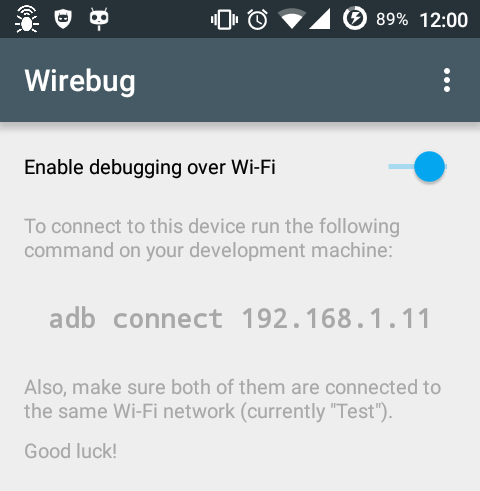 89% 12:00
Wirebug
Enable debugging over Wi-Fi
To connect to this device run the following
command on your development machine:
adb connect 192.168.1.11
Also, make sure both of them are connected to
the same Wi-Fi network (currently "Test").
Good luck!